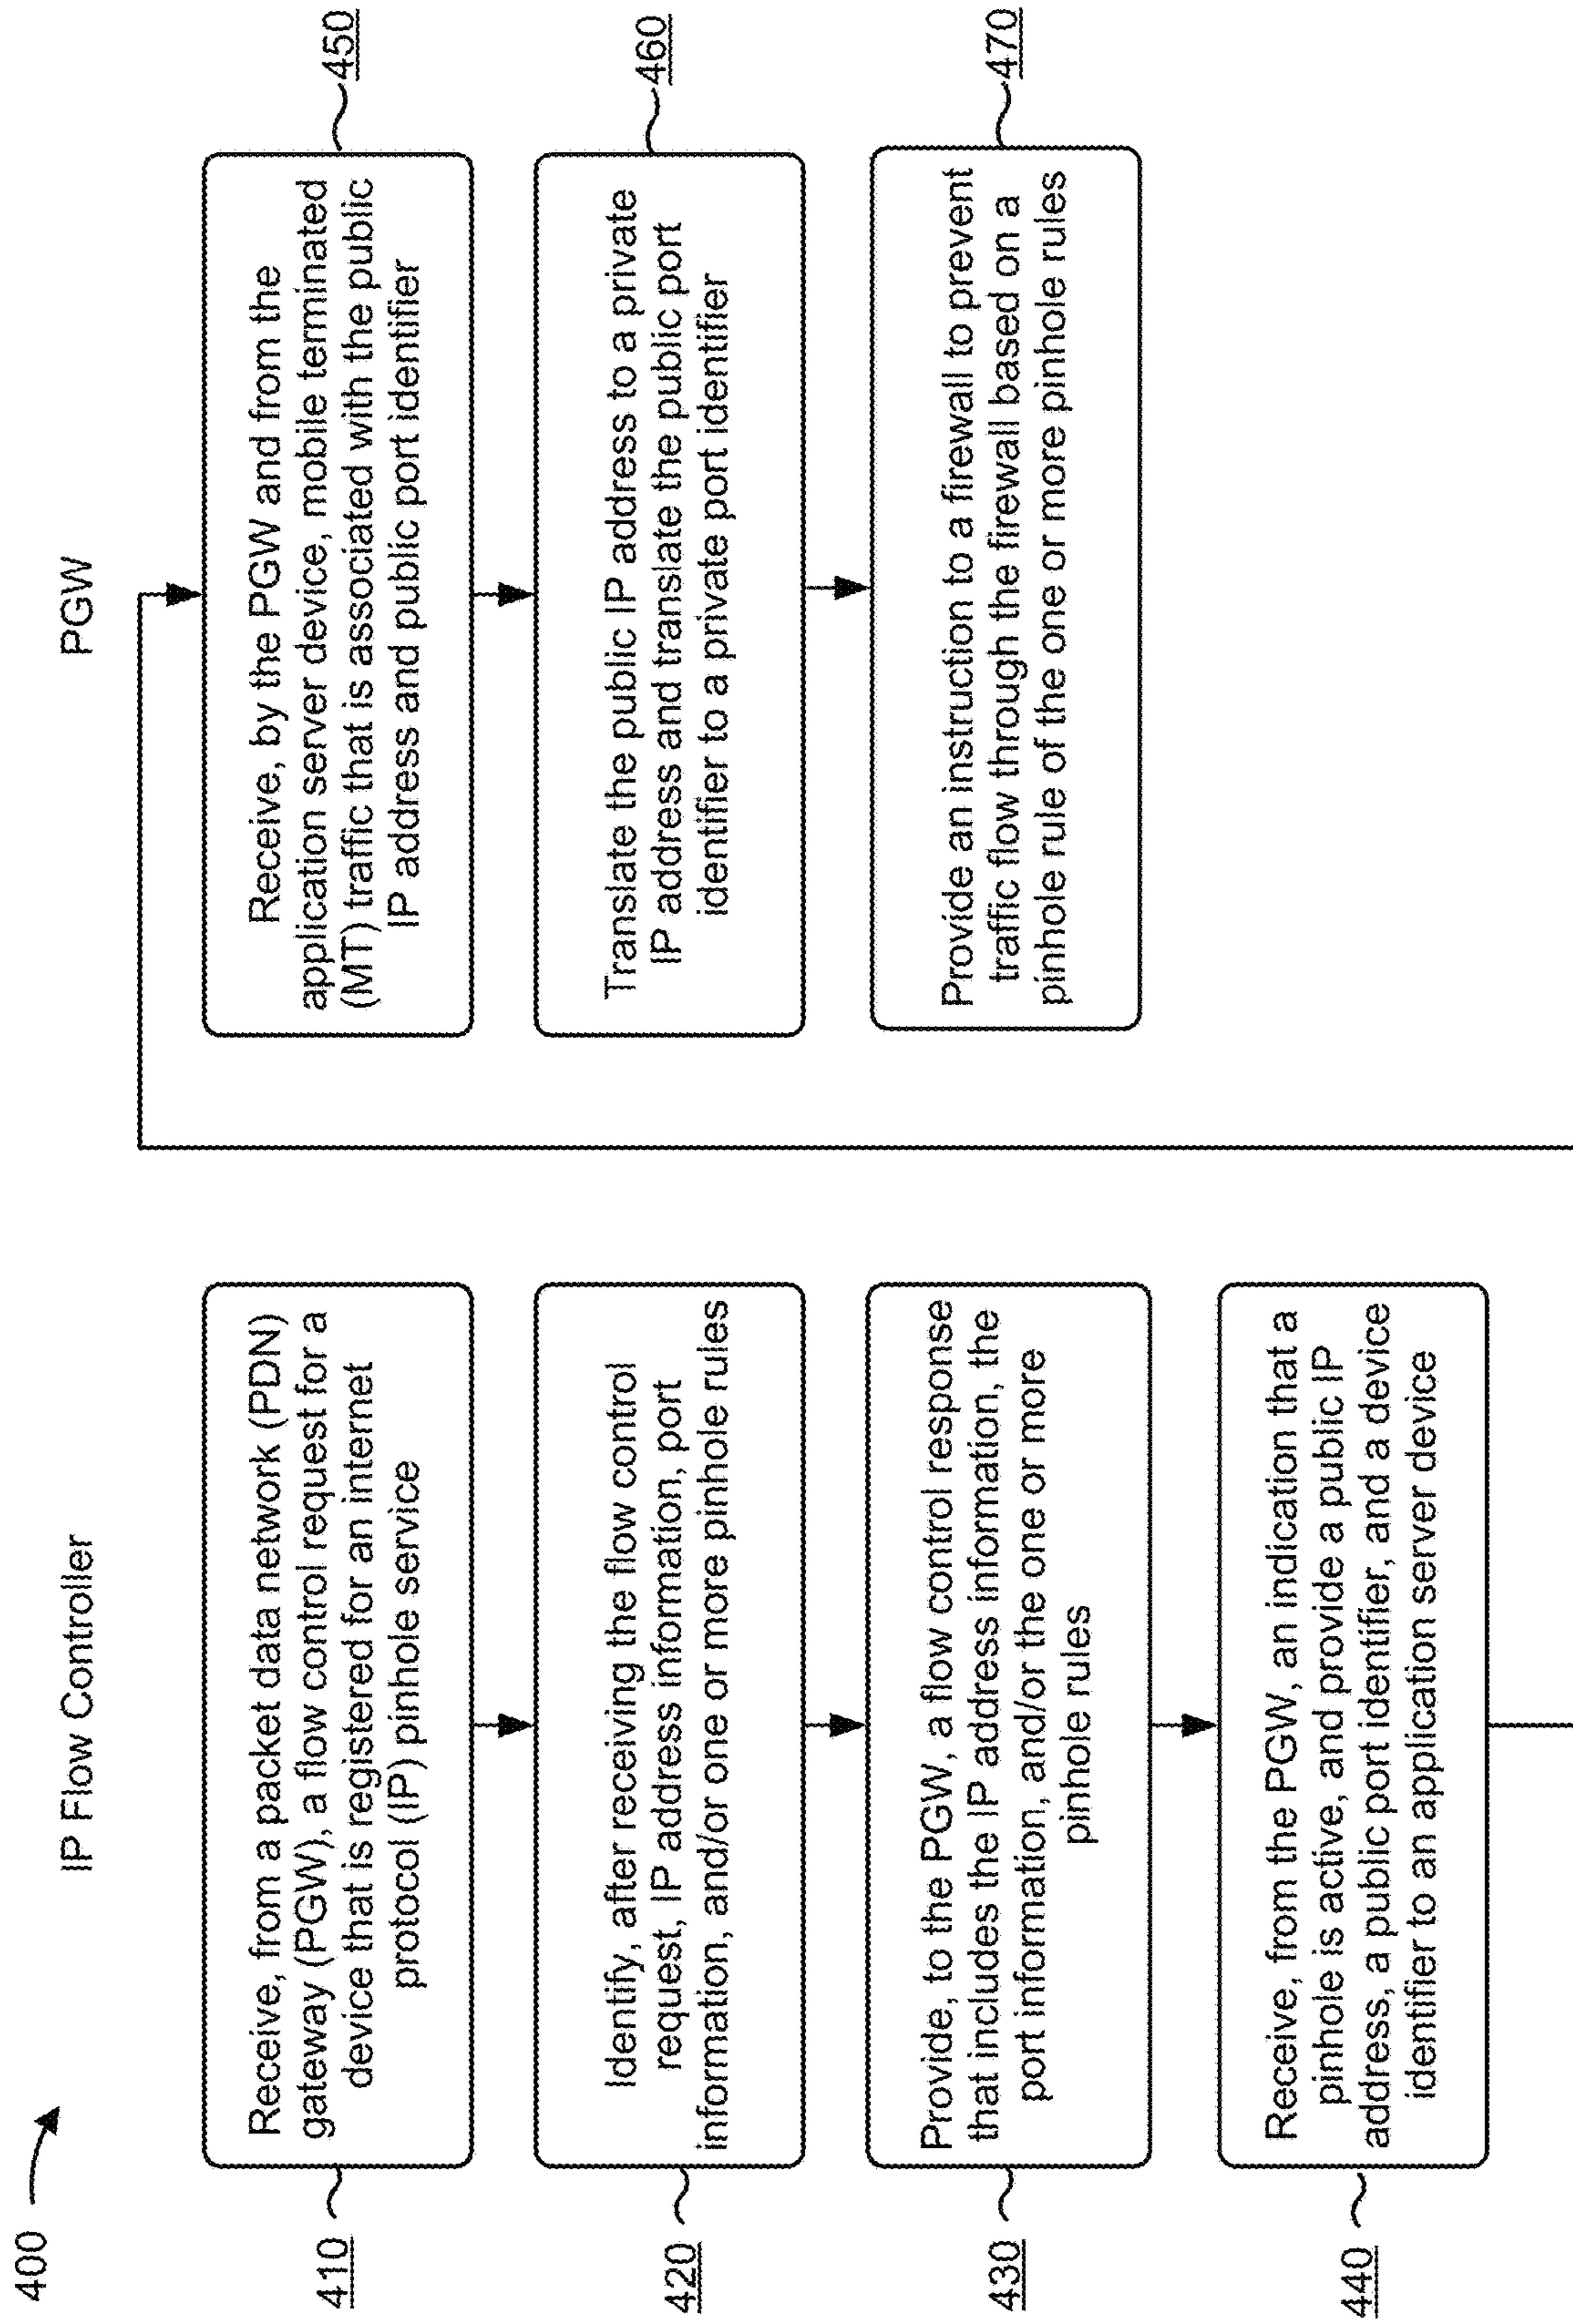 400
IP Flow Controller
410
Receive, from a packet data network (PDN)
gateway (PGW), a flow control request for a
device that is registered for an internet
protocol (IP) pinhole service
420
Identify, after receiving the flow control
request, IP address information, port
information, and/or one or more pinhole rules
430
Provide, to the PGW, a flow control response
that includes the IP address information, the
port information, and/or the one or more
pinhole rules
440
Receive, from the PGW, an indication that a
pinhole is active, and provide a public IP
address, a public port identifier, and a device
identifier to an application server device
PGW
Receive, by the PGW and from the
application server device, mobile terminated
(MT) traffic that is associated with the public
IP address and public port identifier
450
Translate the public IP address to a private
IP address and translate the public port
identifier to a private port identifier
460
Provide an instruction to a firewall to prevent
traffic flow through the firewall based on a
pinhole rule of the one or more pinhole rules
470